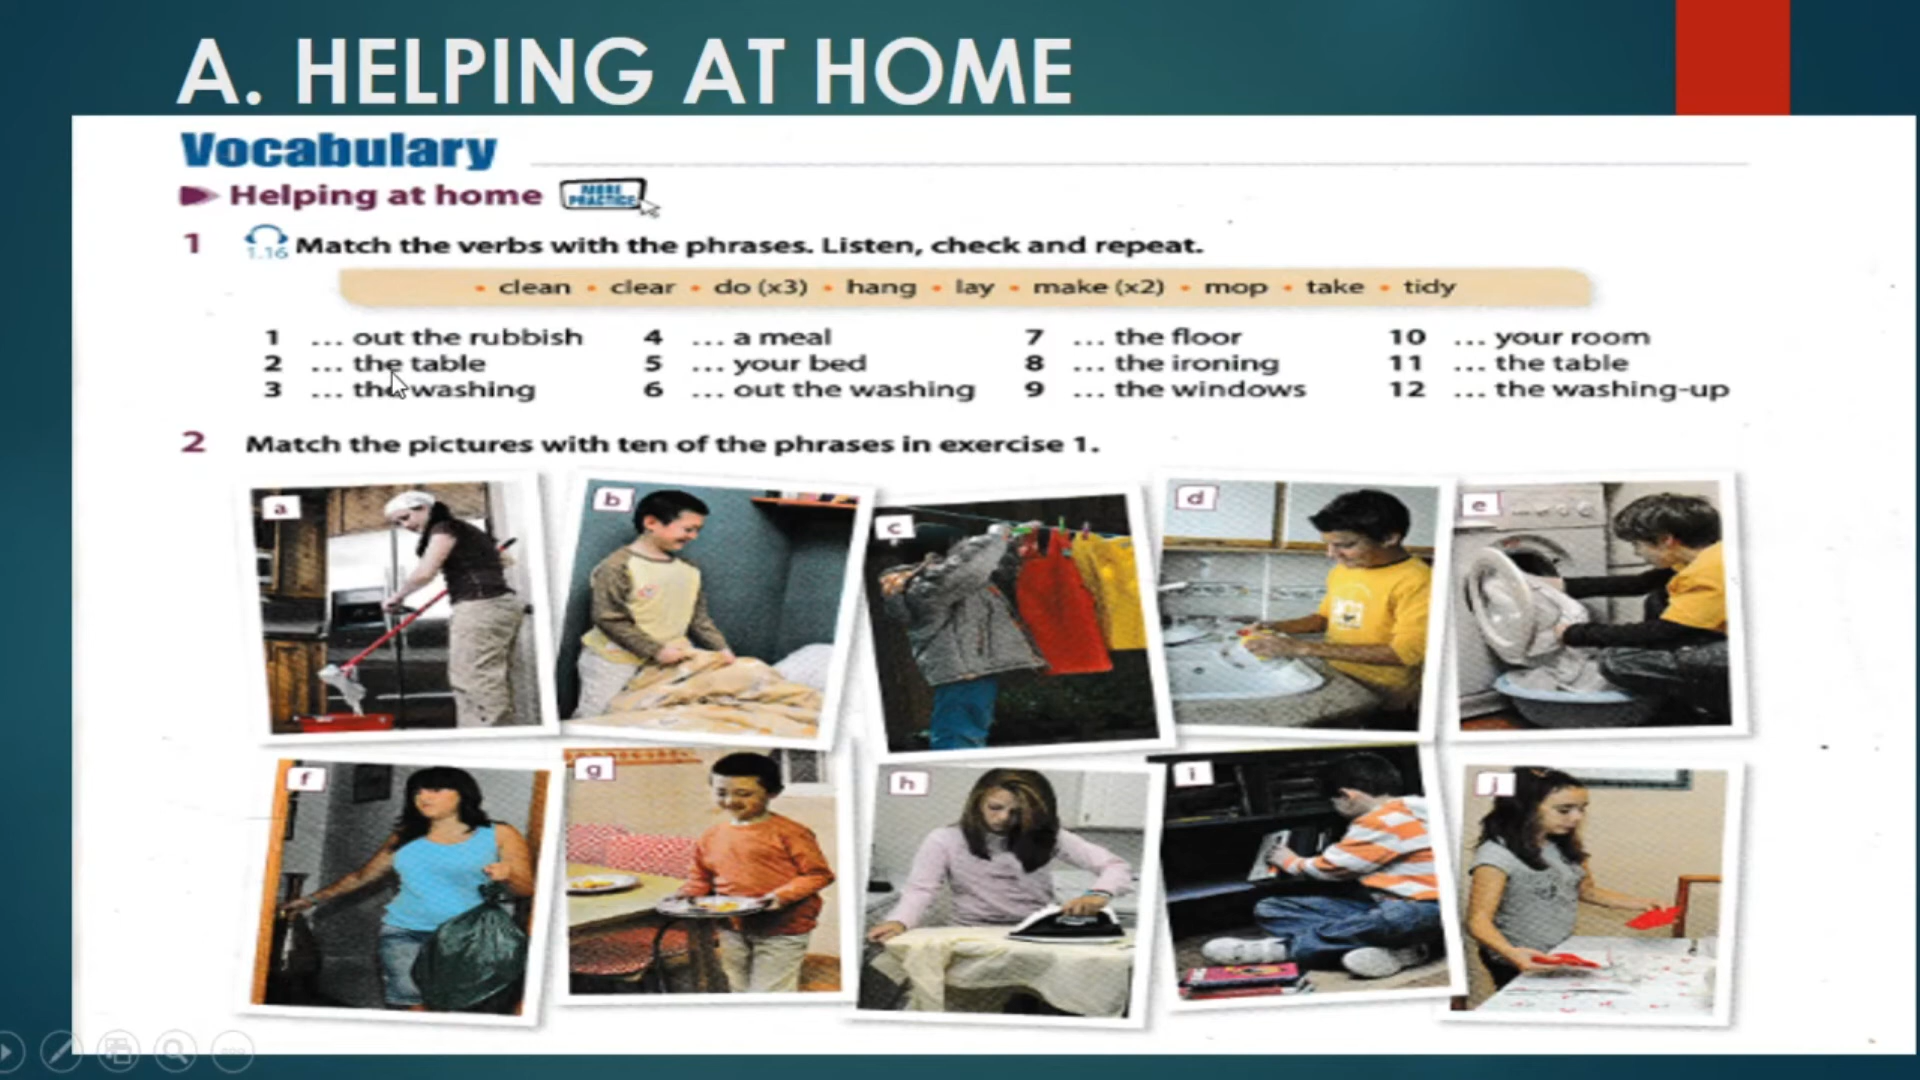 A. HELPING AT HOME
Vocabulary
Helping at home MORE PRACTICE
1 1.16 Match the verbs with the phrases. Listen, check and repeat.
• clean • clear • do (x3) • hang • lay • make (x2) • mop • take • tidy
1 ... out the rubbish 4 ... a meal 7 ... the floor 10 ... your room
2 ... the table 5 ... your bed 8 ... the ironing 11 ... the table
3 ... the washing 6 ... out the washing 9 ... the windows 12 ... the washing-up
2 Match the pictures with ten of the phrases in exercise 1.
a b c d e
f g h i j